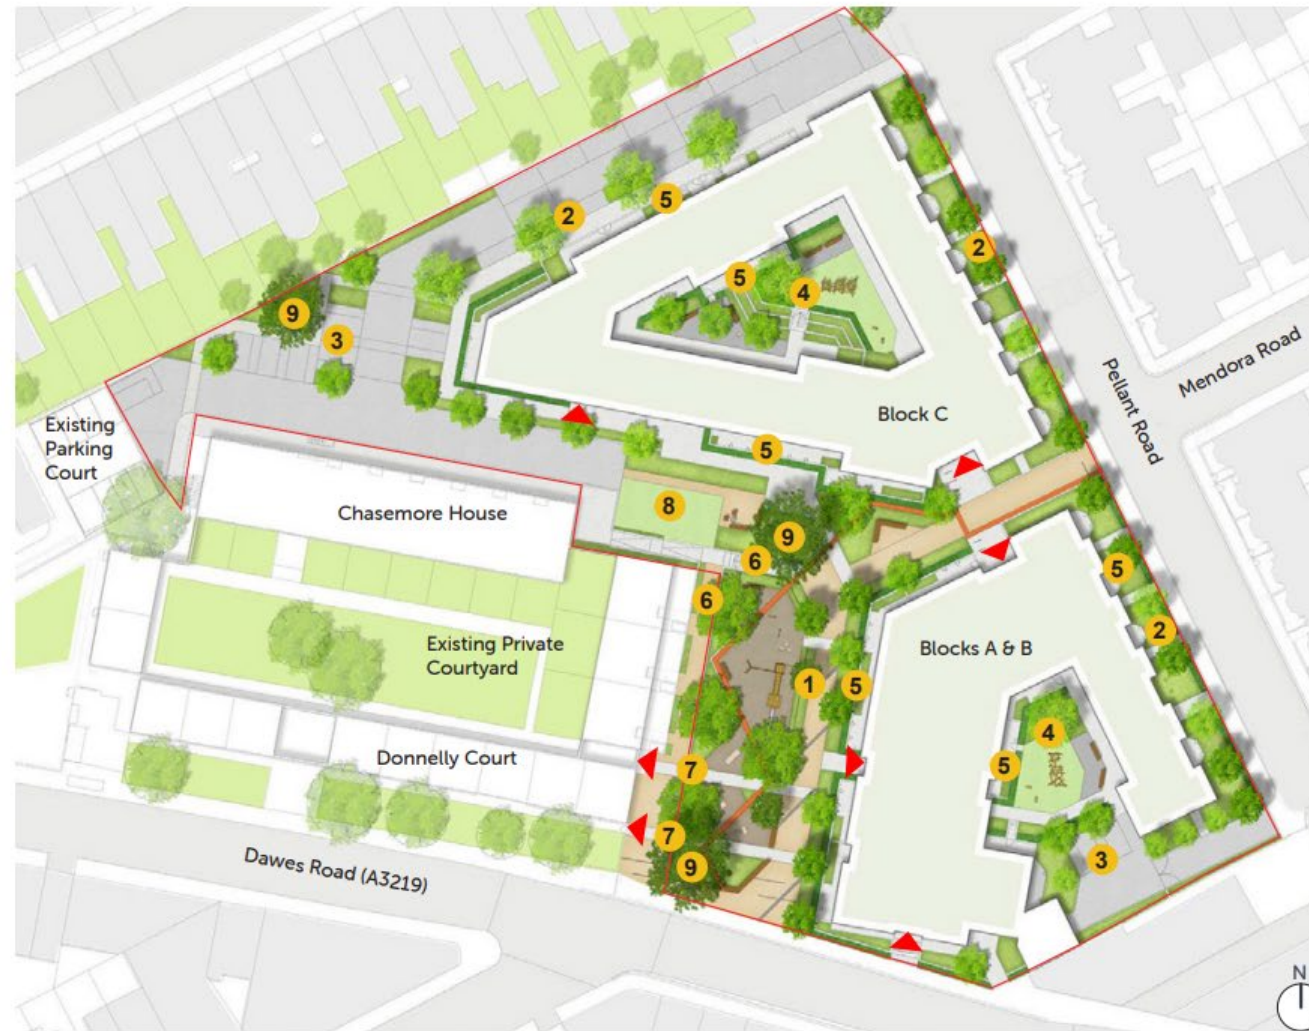 2
5
2
5
4
9
3
Mendora Road
Pellant Road
Block C
Existing
Parking
Court
5
Chasemore House
8
9
6
5
6
2
Existing Private
Courtyard
Blocks A & B
1
5
4
Donnelly Court
7
5
7
3
Dawes Road (A3219)
9
N